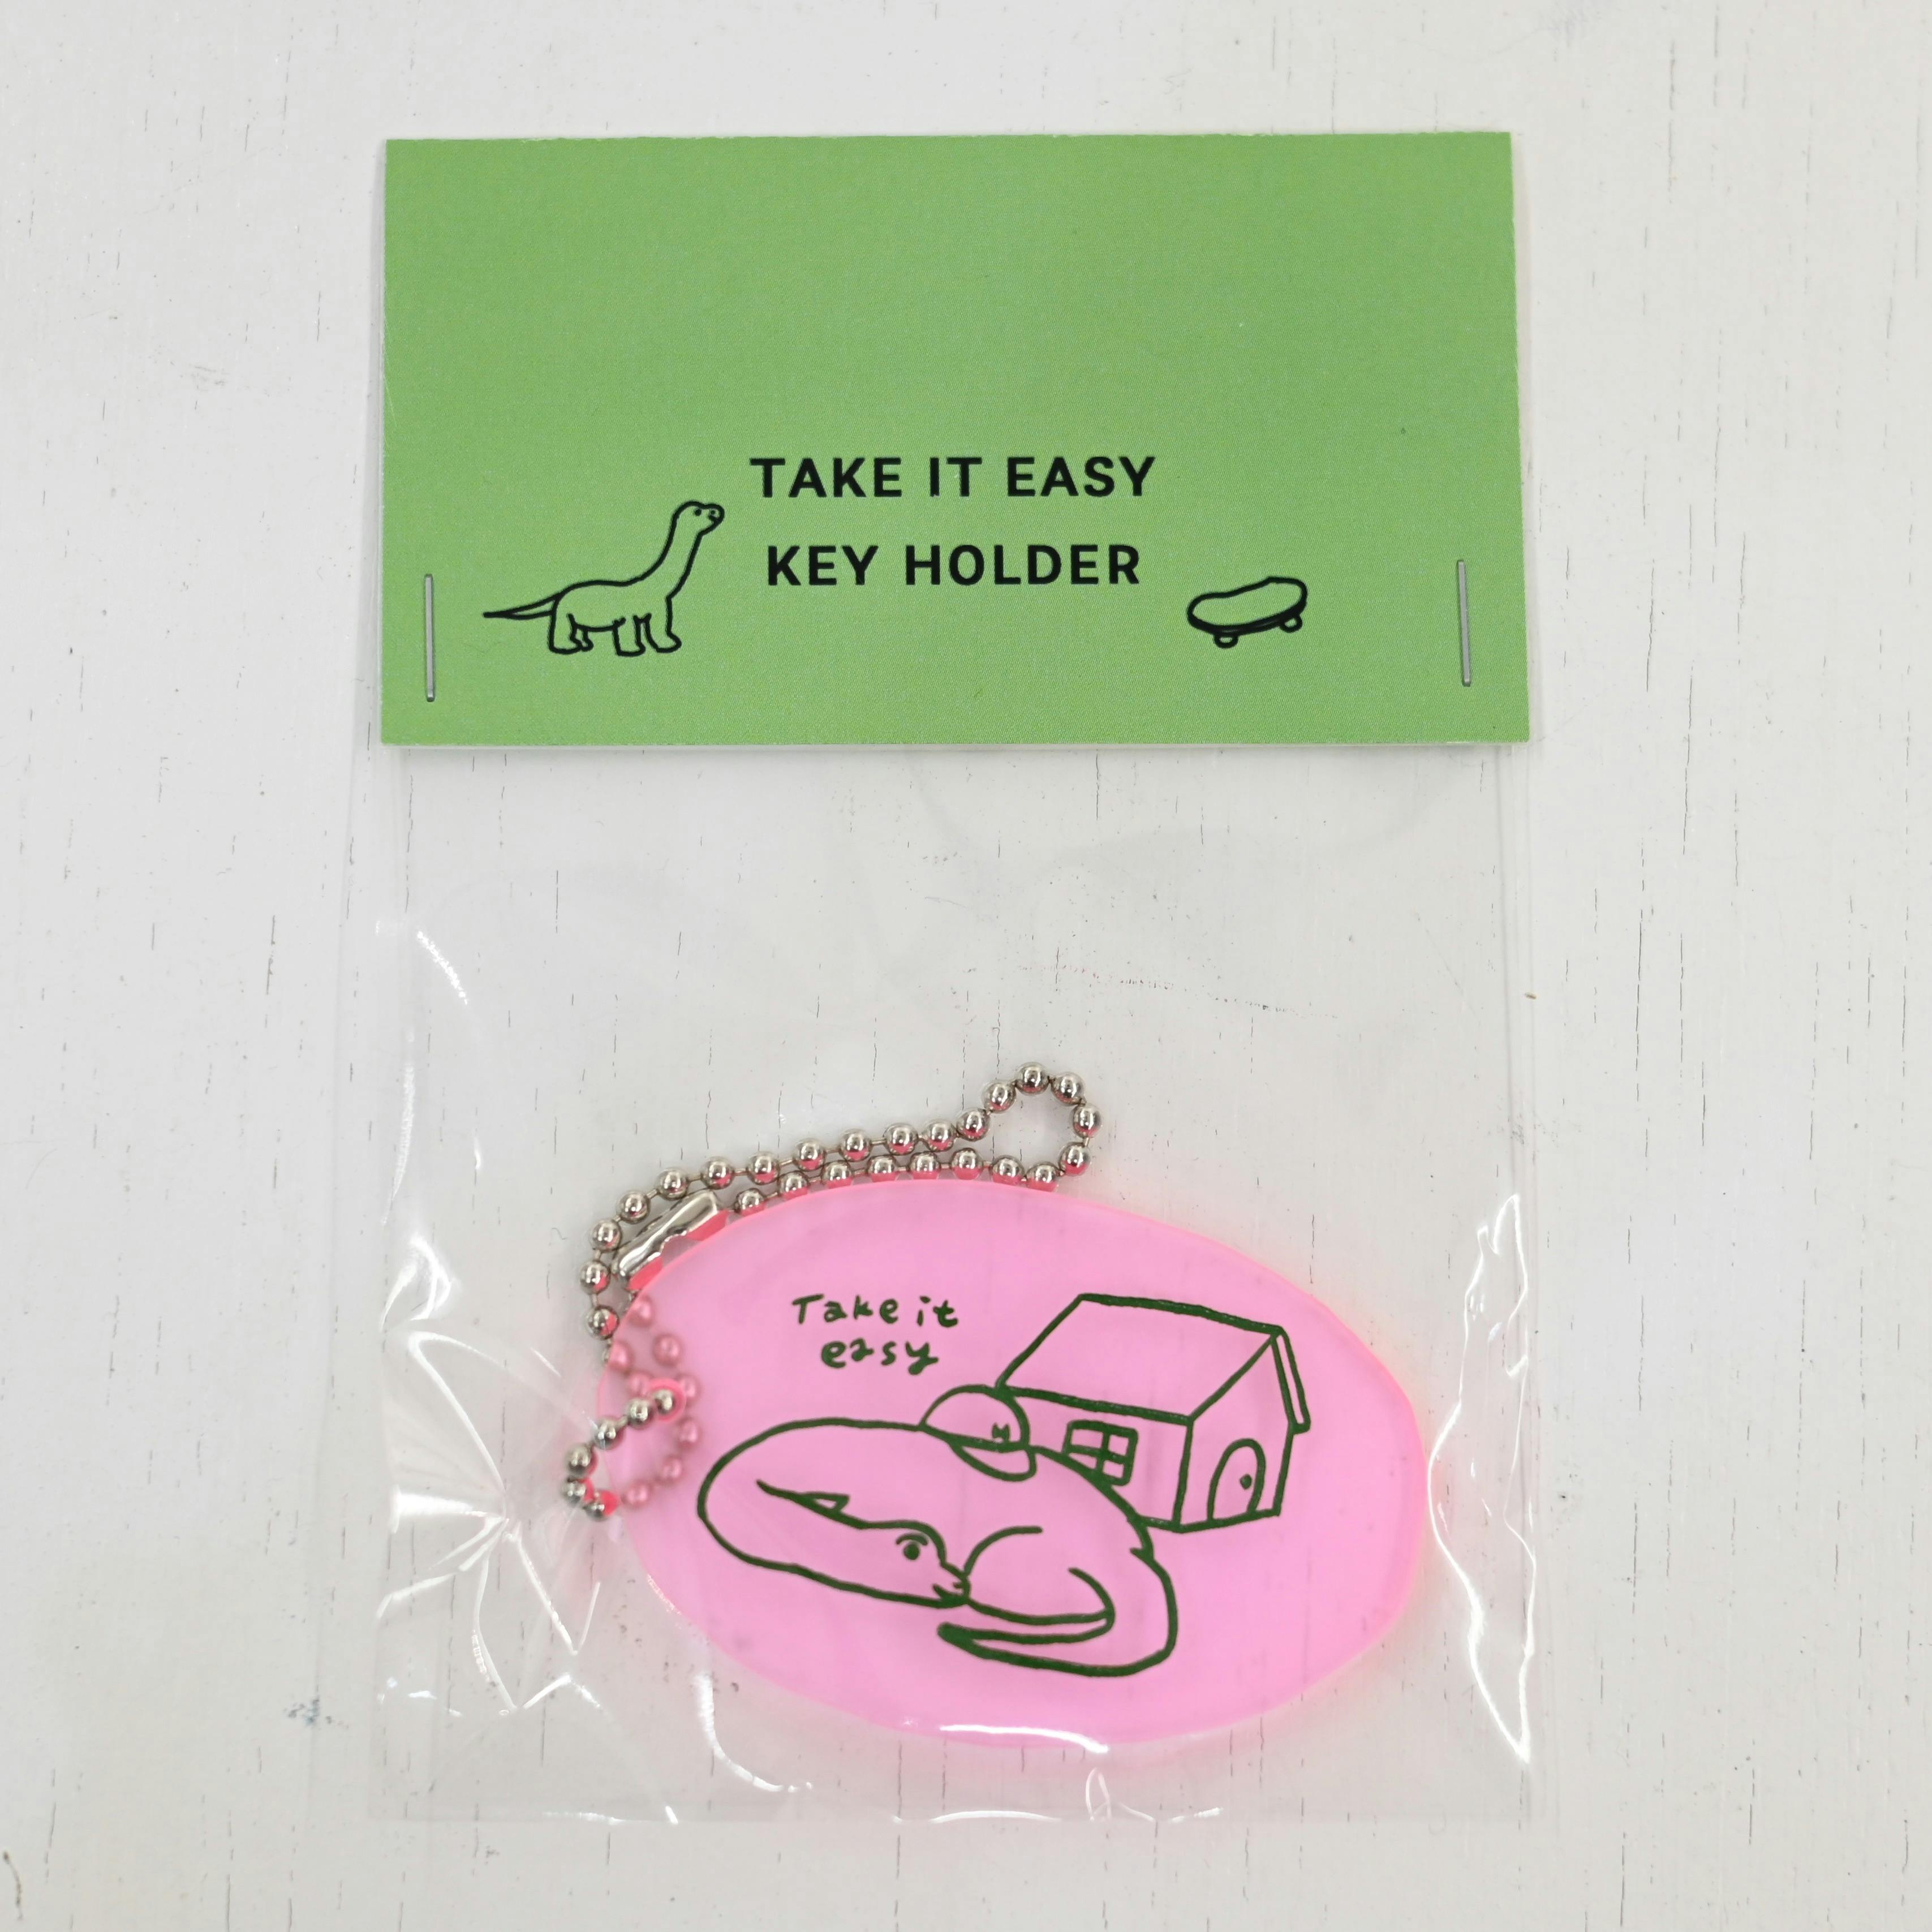 TAKE IT EASY
KEY HOLDER
Take it
easy
M